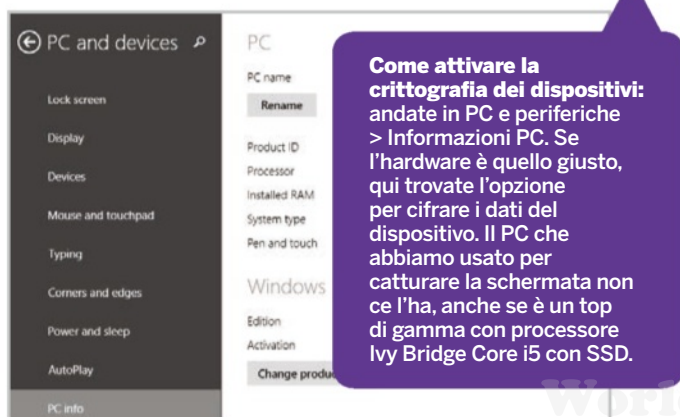 PC and devices
Lock screen
Display
Devices
Mouse and touchpad
Typing
Corners and edges
Power and sleep
AutoPlay
PC info
PC
PC name
Rename
Product ID
Processor
Installed RAM
System type
Pen and touch
Windows
Edition
Activation
Change produ
Come attivare la
crittografia dei dispositivi:
andate in PC e periferiche
> Informazioni PC. Se
l'hardware è quello giusto,
qui trovate l'opzione
per cifrare i dati del
dispositivo. Il PC che
abbiamo usato per
catturare la schermata non
ce l'ha, anche se è un top
di gamma con processore
Ivy Bridge Core i5 con SSD.